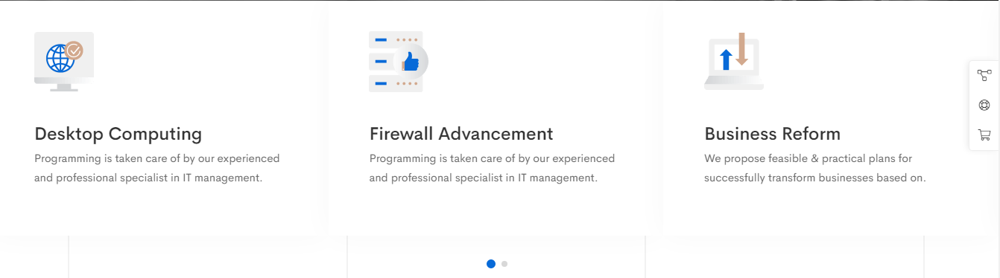 Desktop Computing
Programming is taken care of by our experienced
and professional specialist in IT management.
Firewall Advancement
Programming is taken care of by our experienced
and professional specialist in IT management.
Business Reform
We propose feasible & practical plans for
successfully transform businesses based on.